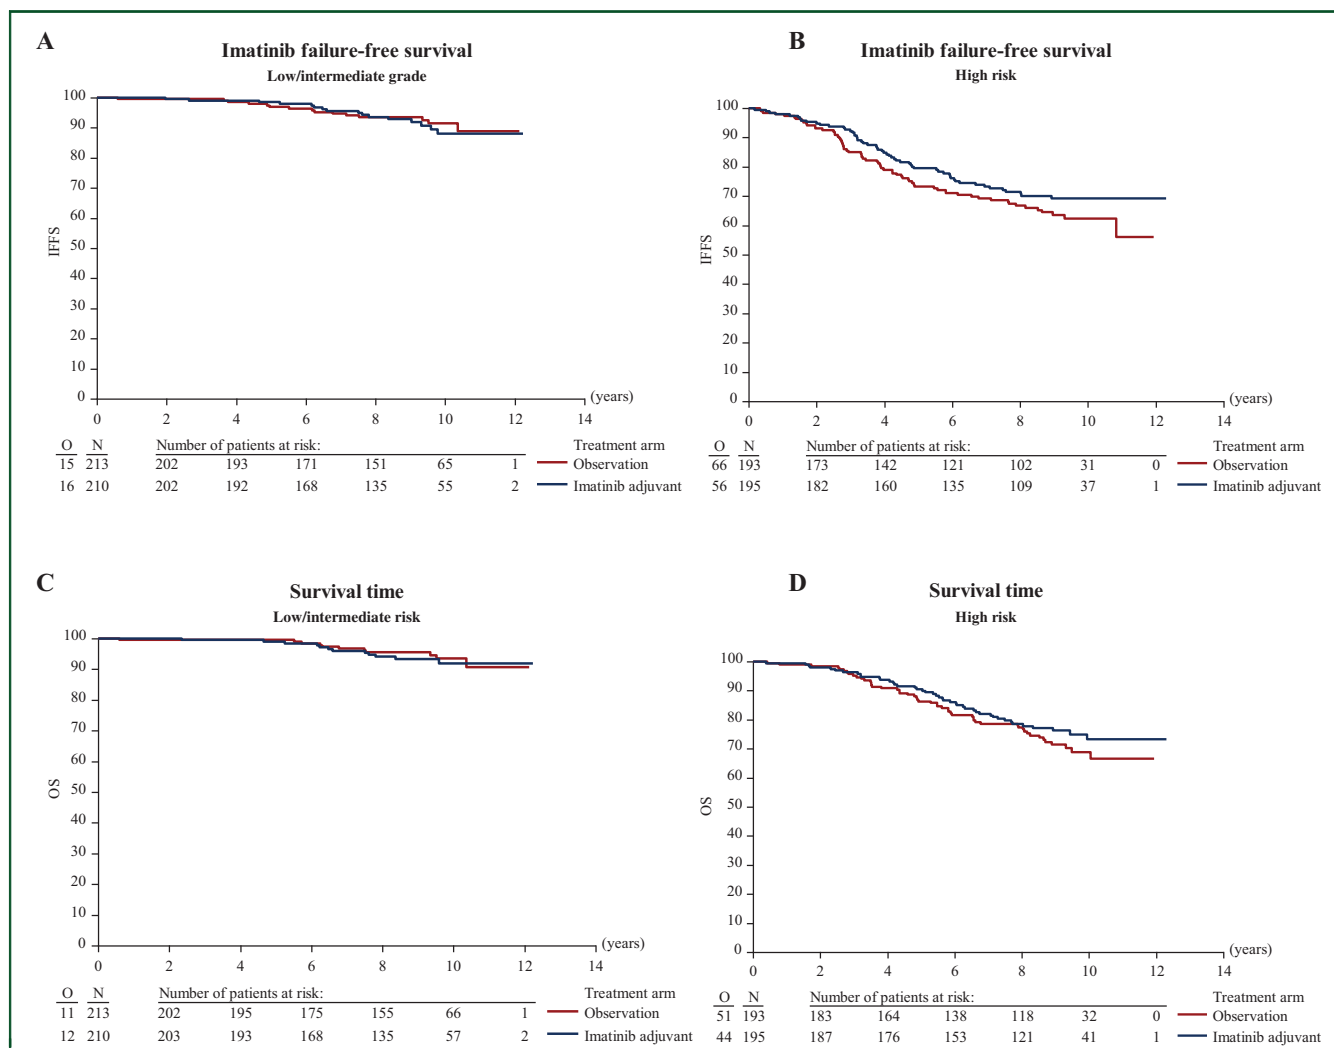 A
Imatinib failure-free survival
Low/intermediate grade
100
90
80
70
60
50
40
30
20
10
0
IFFS
0 2 4 6 8 10 12 14
(years)
O N Number of patients at risk: Treatment arm
15 213 202 193 171 151 65 1 Observation
16 210 202 192 168 135 55 2 Imatinib adjuvant
B
Imatinib failure-free survival
High risk
100
90
80
70
60
50
40
30
20
10
0
IFFS
0 2 4 6 8 10 12 14
(years)
O N Number of patients at risk: Treatment arm
66 193 173 142 121 102 31 0 Observation
56 195 182 160 135 109 37 1 Imatinib adjuvant
C
Survival time
Low/intermediate risk
100
90
80
70
60
50
40
30
20
10
0
OS
0 2 4 6 8 10 12 14
(years)
O N Number of patients at risk: Treatment arm
11 213 202 195 175 155 66 1 Observation
12 210 203 193 168 135 57 2 Imatinib adjuvant
D
Survival time
High risk
100
90
80
70
60
50
40
30
20
10
0
OS
0 2 4 6 8 10 12 14
(years)
O N Number of patients at risk: Treatment arm
51 193 183 164 138 118 32 0 Observation
44 195 187 176 153 121 41 1 Imatinib adjuvant